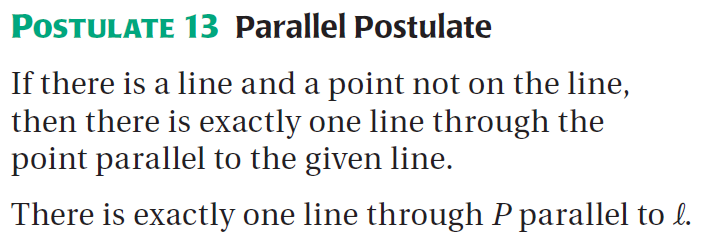 POSTULATE 13 Parallel Postulate
If there is a line and a point not on the line,
then there is exactly one line through the
point parallel to the given line.
There is exactly one line through P parallel to ℓ.